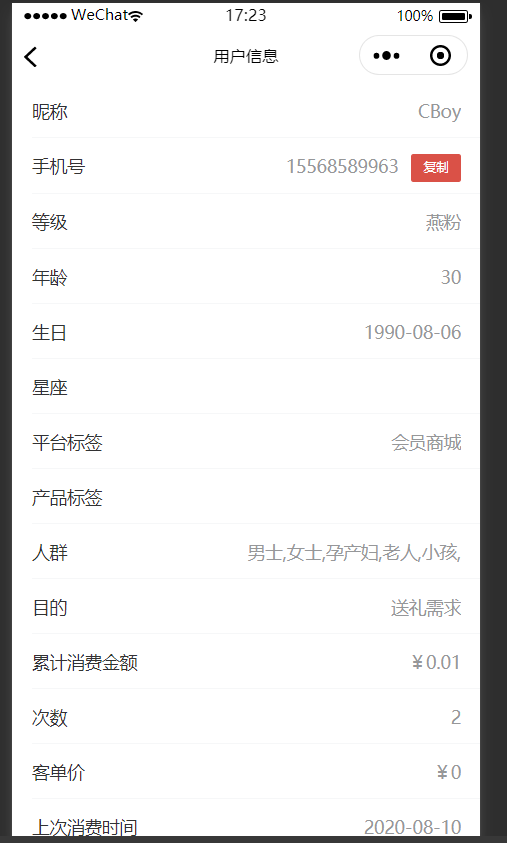 WeChat 17:23 100%
用户信息
昵称 CBoy
手机号 15568589963 复制
等级 燕粉
年龄 30
生日 1990-08-06
星座
平台标签 会员商城
产品标签
人群 男士,女士,孕产妇,老人,小孩,
目的 送礼需求
累计消费金额 ￥0.01
次数 2
客单价 ￥0
上次消费时间 2020-08-10